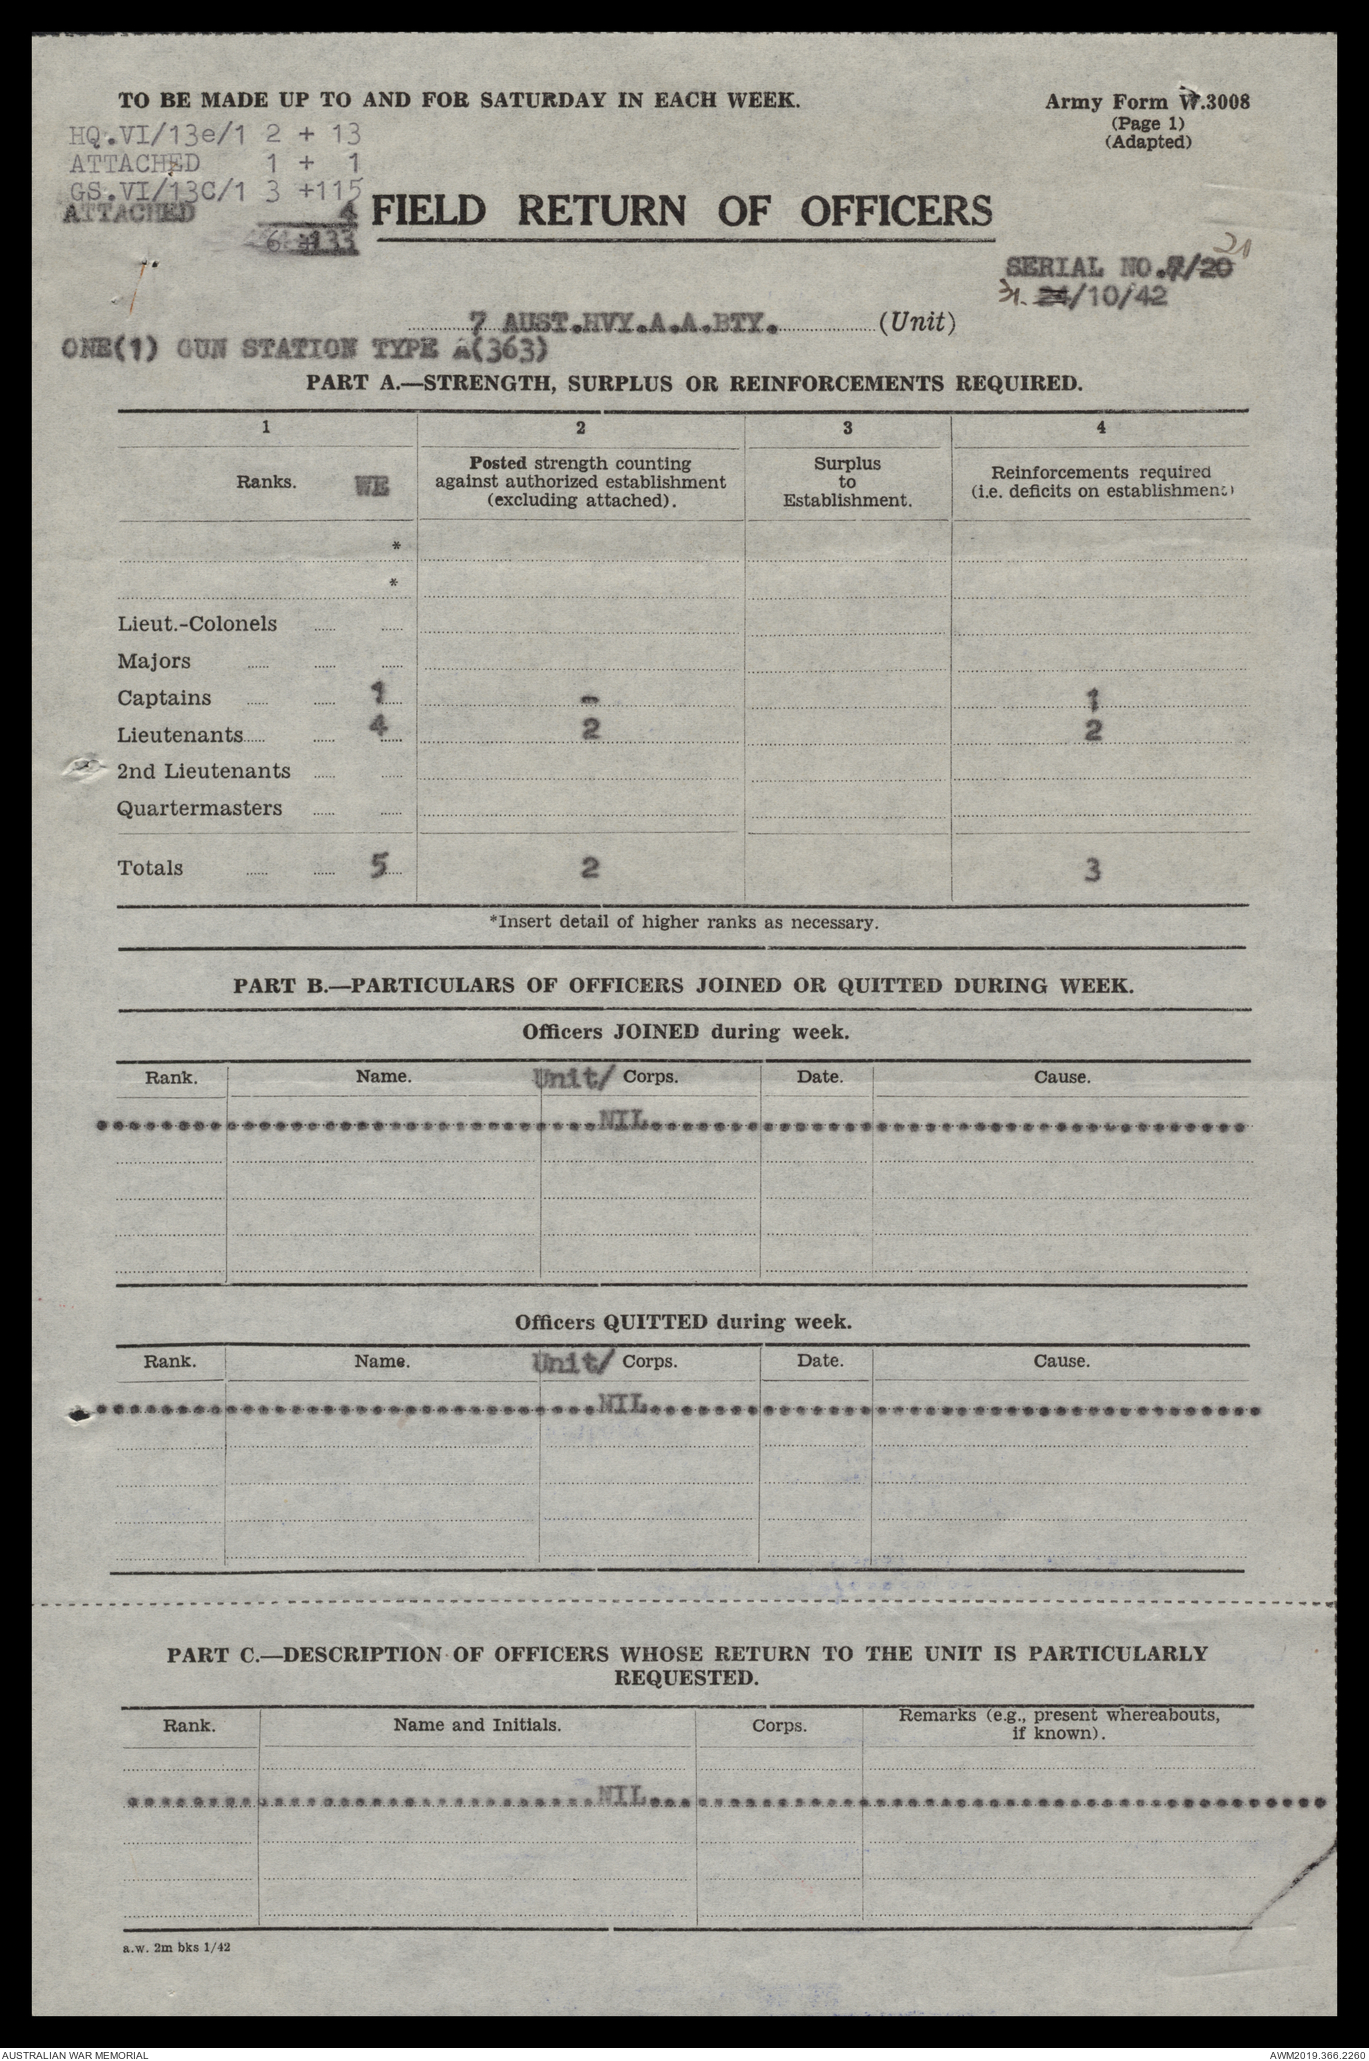 TO BE MADE UP TO AND FOR SATURDAY IN EACH WEEK.
Army Form W.3008
(Page 1)
(Adapted)
HQ.VI/13e/1 2 + 13
ATTACHED 1 + 1
GS.VI/13C/1 3 +115
ATTACHED 4
6 +133
FIELD RETURN OF OFFICERS
21
SERIAL NO.7/20
31. 24/10/42
7 AUST.HVY.A.A.BTY. (Unit)
ONE(1) GUN STATION TYPE A(363)
PART A.—STRENGTH, SURPLUS OR REINFORCEMENTS REQUIRED.
1 2 3 4
Ranks. WE
Posted strength counting against authorized establishment (excluding attached).
Surplus to Establishment.
Reinforcements required (i.e. deficits on establishment)
*
*
Lieut.-Colonels
Majors
Captains 1 - 1
Lieutenants 4 2 2
2nd Lieutenants
Quartermasters
Totals 5 2 3
*Insert detail of higher ranks as necessary.
PART B.—PARTICULARS OF OFFICERS JOINED OR QUITTED DURING WEEK.
Officers JOINED during week.
Rank. Name. Unit/ Corps. Date. Cause.
NIL
Officers QUITTED during week.
Rank. Name. Unit/ Corps. Date. Cause.
NIL
PART C.—DESCRIPTION OF OFFICERS WHOSE RETURN TO THE UNIT IS PARTICULARLY
REQUESTED.
Rank. Name and Initials. Corps. Remarks (e.g., present whereabouts, if known).
NIL
a.w. 2m bks 1/42
AUSTRALIAN WAR MEMORIAL
AWM2019.366.2260